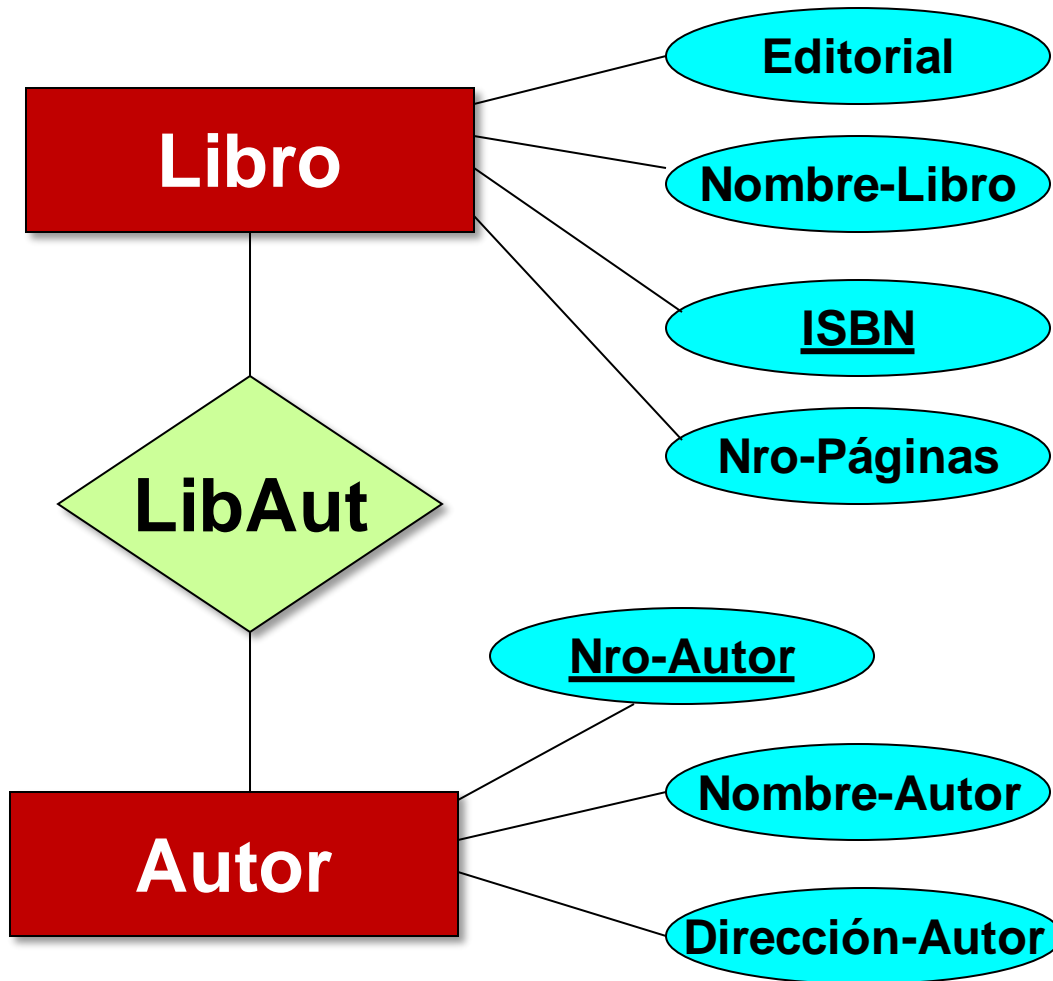 Editorial
Libro
Nombre-Libro
ISBN
Nro-Páginas
LibAut
Nro-Autor
Nombre-Autor
Autor
Dirección-Autor